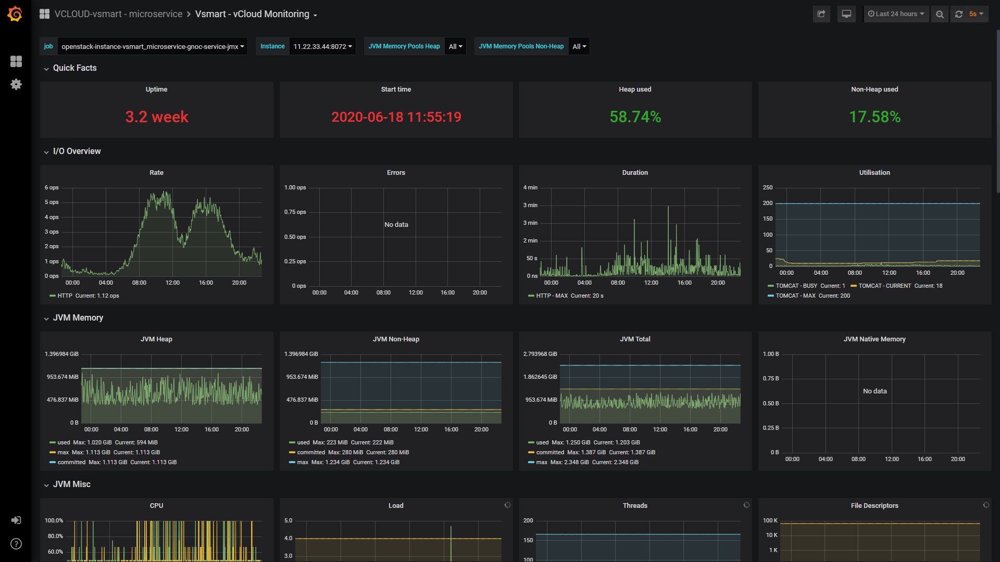 VCLOUD-vsmart - microservice > Vsmart - vCloud Monitoring
Last 24 hours
5s
job openstack-instance-vsmart_microservice-gnoc-service-jmx
Instance 11.22.33.44:8072
JVM Memory Pools Heap All
JVM Memory Pools Non-Heap All
Quick Facts
Uptime
3.2 week
Start time
2020-06-18 11:55:19
Heap used
58.74%
Non-Heap used
17.58%
I/O Overview
Rate
6 ops
5 ops
4 ops
3 ops
2 ops
1 ops
0 ops
00:00 04:00 08:00 12:00 16:00 20:00
HTTP Current: 1.12 ops
Errors
1.00 ops
0.75 ops
0.50 ops
0.25 ops
0 ops
No data
00:00 04:00 08:00 12:00 16:00 20:00
Duration
4 min
3 min
3 min
2 min
50 s
0 ns
00:00 04:00 08:00 12:00 16:00 20:00
HTTP - MAX Current: 20 s
Utilisation
250
200
150
100
50
0
00:00 04:00 08:00 12:00 16:00 20:00
TOMCAT - BUSY Current: 1 TOMCAT - CURRENT Current: 18
TOMCAT - MAX Current: 200
JVM Memory
JVM Heap
1.396984 GiB
953.674 MiB
476.837 MiB
0 B
00:00 04:00 08:00 12:00 16:00 20:00
used Max: 1.020 GiB Current: 594 MiB
max Max: 1.113 GiB Current: 1.113 GiB
committed Max: 1.113 GiB Current: 1.113 GiB
JVM Non-Heap
1.396984 GiB
953.674 MiB
476.837 MiB
0 B
00:00 04:00 08:00 12:00 16:00 20:00
used Max: 223 MiB Current: 222 MiB
committed Max: 280 MiB Current: 280 MiB
max Max: 1.234 GiB Current: 1.234 GiB
JVM Total
2.793968 GiB
1.862645 GiB
953.674 MiB
0 B
00:00 04:00 08:00 12:00 16:00 20:00
used Max: 1.250 GiB Current: 1.203 GiB
committed Max: 1.387 GiB Current: 1.387 GiB
max Max: 2.348 GiB Current: 2.348 GiB
JVM Native Memory
1.00 B
0.75 B
0.50 B
0.25 B
0 B
No data
00:00 04:00 08:00 12:00 16:00 20:00
JVM Misc
CPU
100.0%
80.0%
60.0%
Load
5.0
4.0
3.0
Threads
200
150
100
File Descriptors
100 K
10 K
1 K